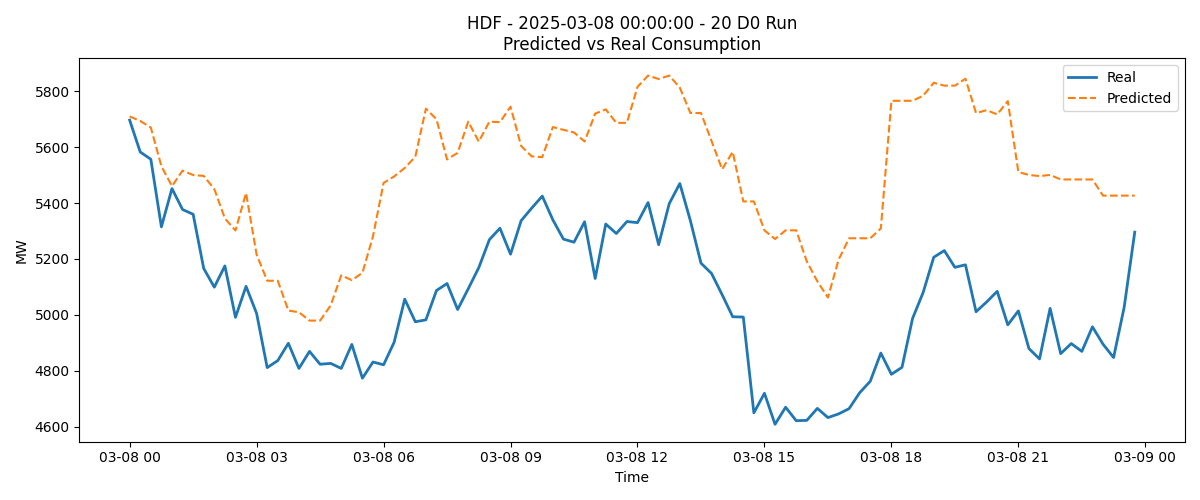 HDF - 2025-03-08 00:00:00 - 20 D0 Run
Predicted vs Real Consumption
Real
Predicted
MW
5800
5600
5400
5200
5000
4800
4600
03-08 00
03-08 03
03-08 06
03-08 09
03-08 12
03-08 15
03-08 18
03-08 21
03-09 00
Time